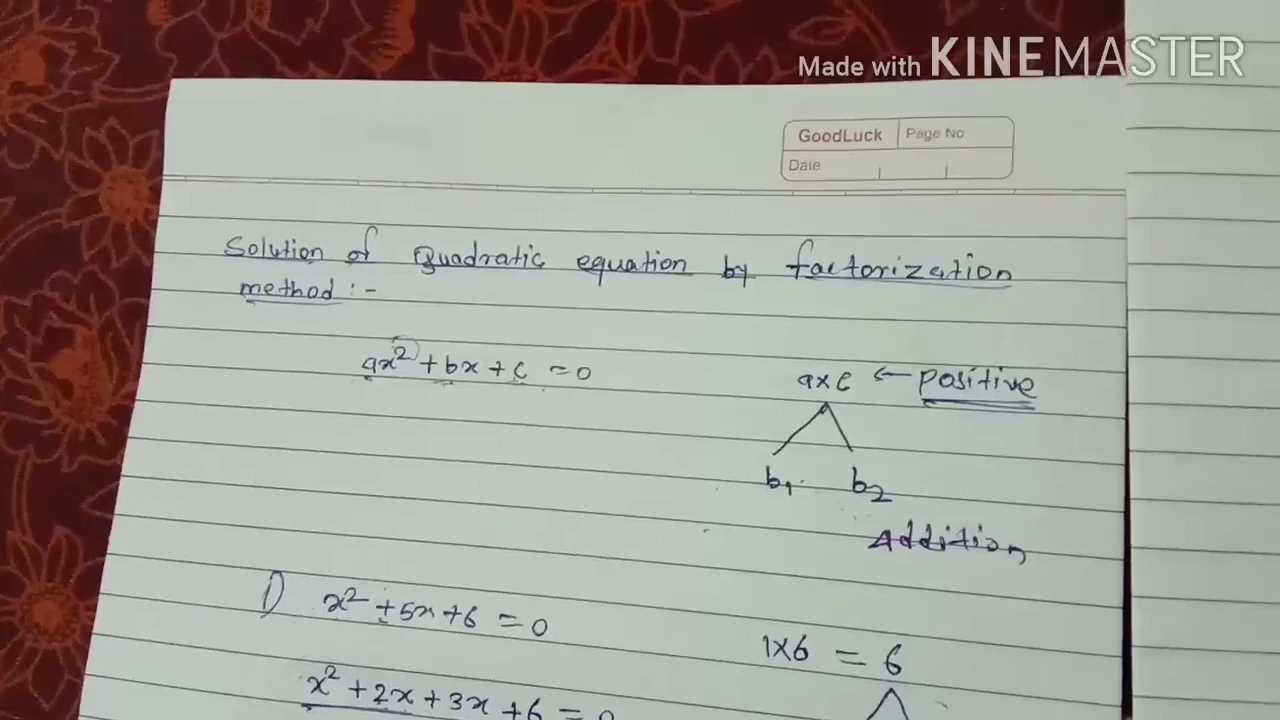 Made with KINEMASTER
GoodLuck Page No.
Date
Solution of Quadratic equation by factorization
method :-
ax² + bx + c = 0
a×c ← positive
b₁ b₂
Addition
1) x² + 5x + 6 = 0
1×6 = 6
x² + 2x + 3x + 6 = 0